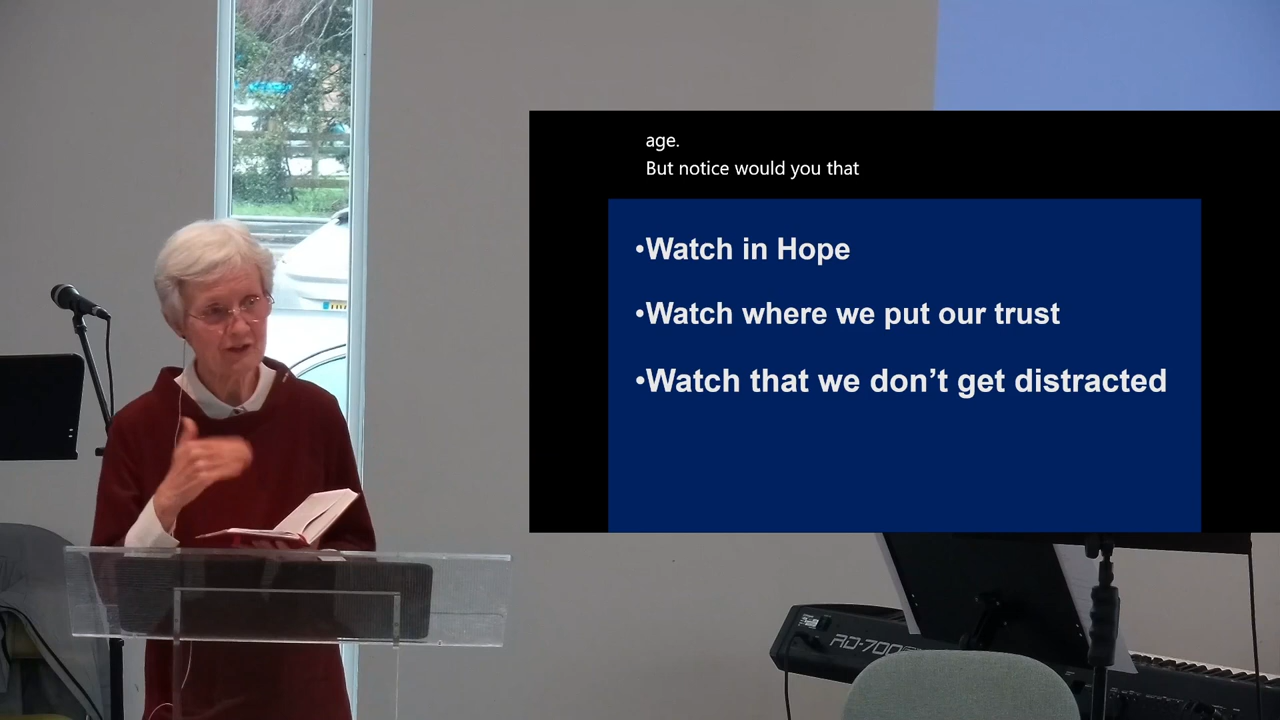 age.
But notice would you that
•Watch in Hope
•Watch where we put our trust
•Watch that we don’t get distracted
RD-700